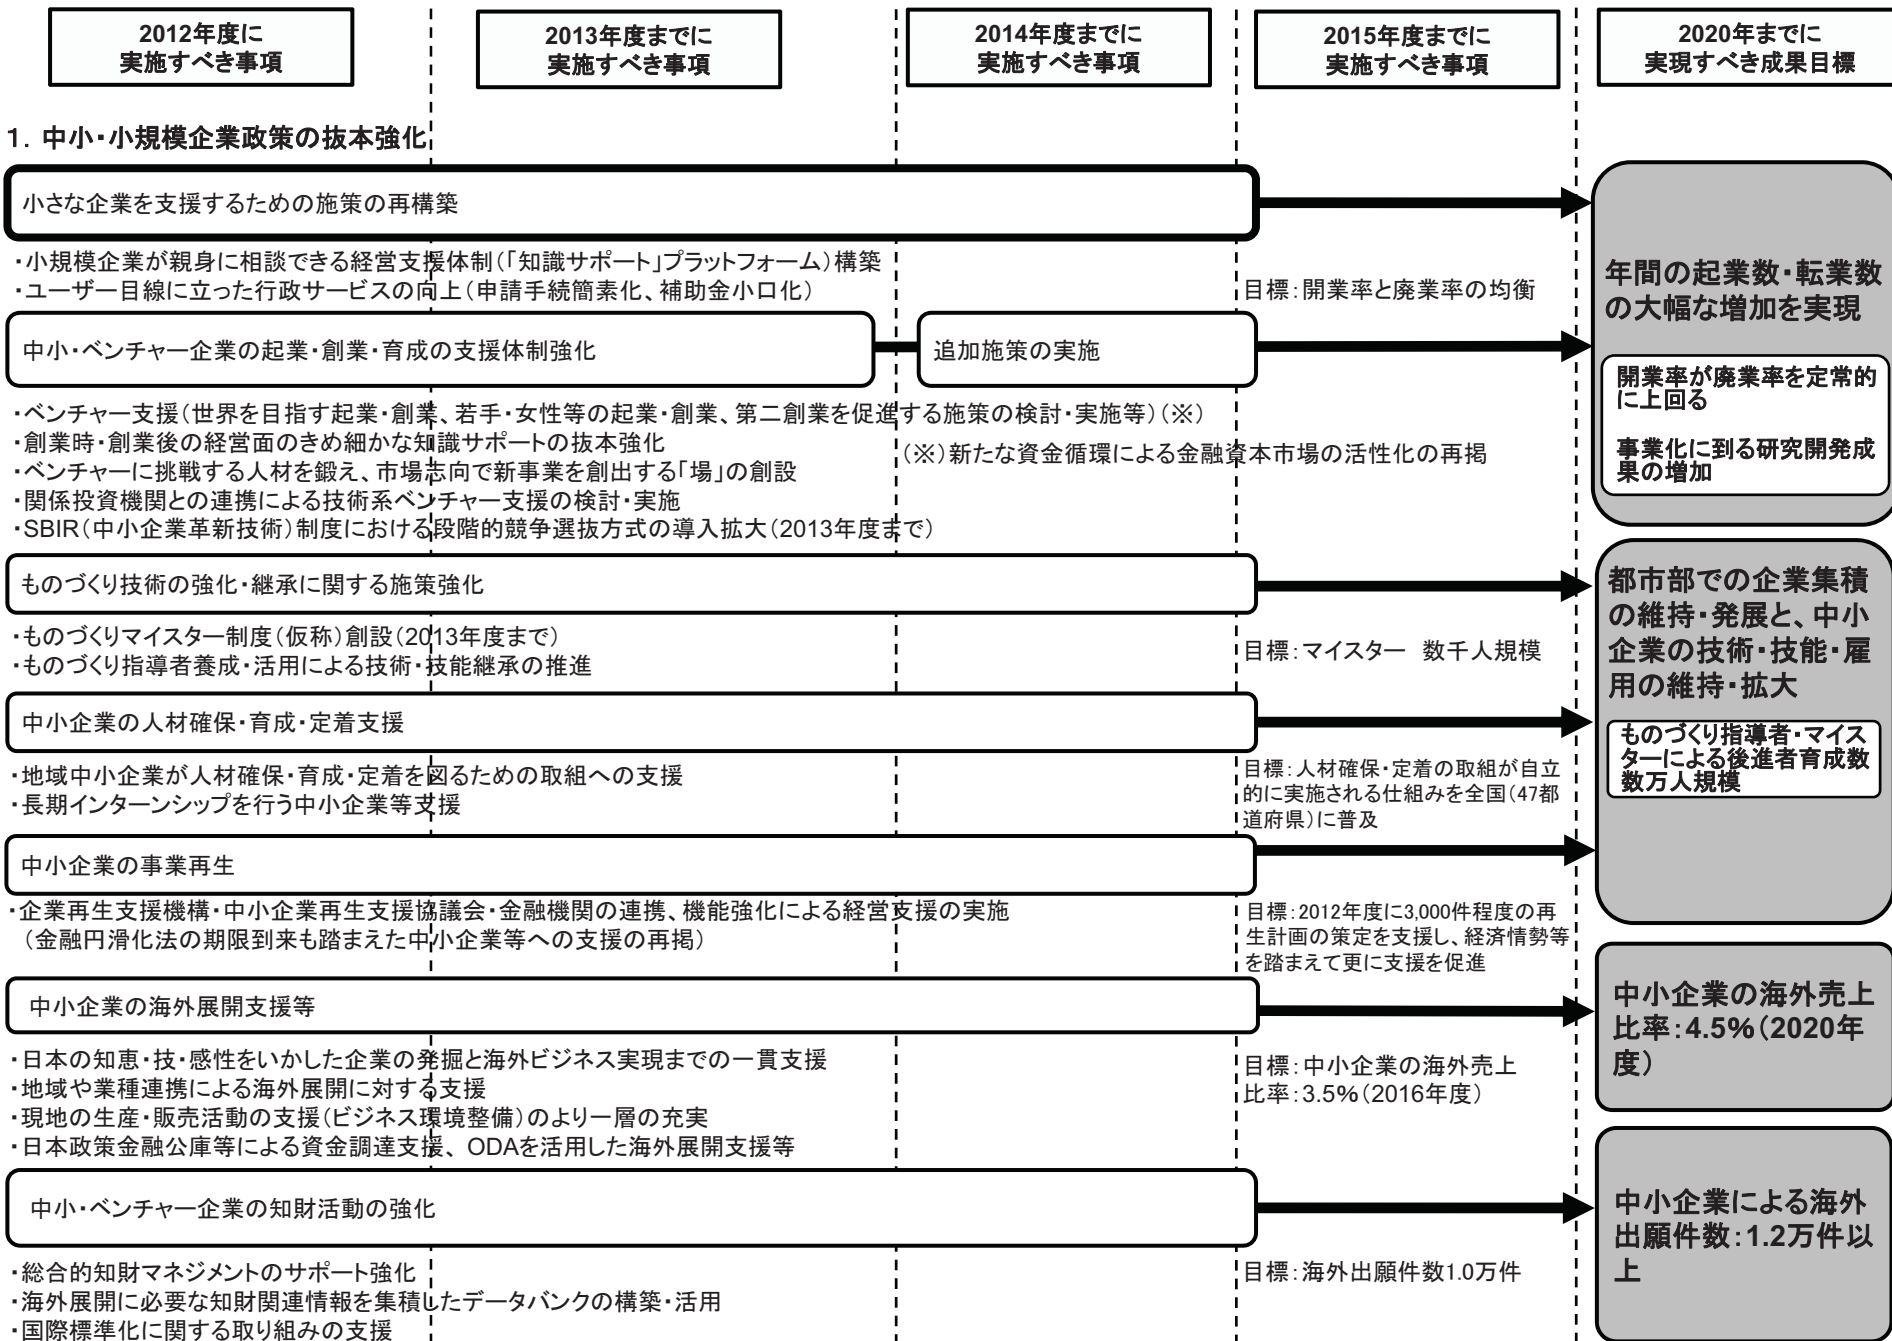 2012年度に
実施すべき事項
2013年度までに
実施すべき事項
2014年度までに
実施すべき事項
2015年度までに
実施すべき事項
2020年までに
実現すべき成果目標
1．中小・小規模企業政策の抜本強化
小さな企業を支援するための施策の再構築
・小規模企業が親身に相談できる経営支援体制（「知識サポート」プラットフォーム）構築
・ユーザー目線に立った行政サービスの向上（申請手続簡素化、補助金小口化）
目標：開業率と廃業率の均衡
中小・ベンチャー企業の起業・創業・育成の支援体制強化
追加施策の実施
・ベンチャー支援（世界を目指す起業・創業、若手・女性等の起業・創業、第二創業を促進する施策の検討・実施等）（※）
・創業時・創業後の経営面のきめ細かな知識サポートの抜本強化
（※）新たな資金循環による金融資本市場の活性化の再掲
・ベンチャーに挑戦する人材を鍛え、市場志向で新事業を創出する「場」の創設
・関係投資機関との連携による技術系ベンチャー支援の検討・実施
・SBIR（中小企業革新技術）制度における段階的競争選抜方式の導入拡大（2013年度まで）
年間の起業数・転業数
の大幅な増加を実現
開業率が廃業率を定常的
に上回る
事業化に到る研究開発成
果の増加
ものづくり技術の強化・継承に関する施策強化
・ものづくりマイスター制度（仮称）創設（2013年度まで）
・ものづくり指導者養成・活用による技術・技能継承の推進
目標：マイスター　数千人規模
中小企業の人材確保・育成・定着支援
・地域中小企業が人材確保・育成・定着を図るための取組への支援
・長期インターンシップを行う中小企業等支援
目標：人材確保・定着の取組が自立
的に実施される仕組みを全国（47都
道府県）に普及
中小企業の事業再生
・企業再生支援機構・中小企業再生支援協議会・金融機関の連携、機能強化による経営支援の実施
（金融円滑化法の期限到来も踏まえた中小企業等への支援の再掲）
目標：2012年度に3,000件程度の再
生計画の策定を支援し、経済情勢等
を踏まえて更に支援を促進
都市部での企業集積
の維持・発展と、中小
企業の技術・技能・雇
用の維持・拡大
ものづくり指導者・マイス
ターによる後進者育成数
数万人規模
中小企業の海外展開支援等
・日本の知恵・技・感性をいかした企業の発掘と海外ビジネス実現までの一貫支援
・地域や業種連携による海外展開に対する支援
・現地の生産・販売活動の支援（ビジネス環境整備）のより一層の充実
・日本政策金融公庫等による資金調達支援、ODAを活用した海外展開支援等
目標：中小企業の海外売上
比率：3.5%（2016年度）
中小企業の海外売上
比率：4.5%（2020年
度）
中小・ベンチャー企業の知財活動の強化
・総合的知財マネジメントのサポート強化
・海外展開に必要な知財関連情報を集積したデータバンクの構築・活用
・国際標準化に関する取り組みの支援
目標：海外出願件数1.0万件
中小企業による海外
出願件数：1.2万件以
上